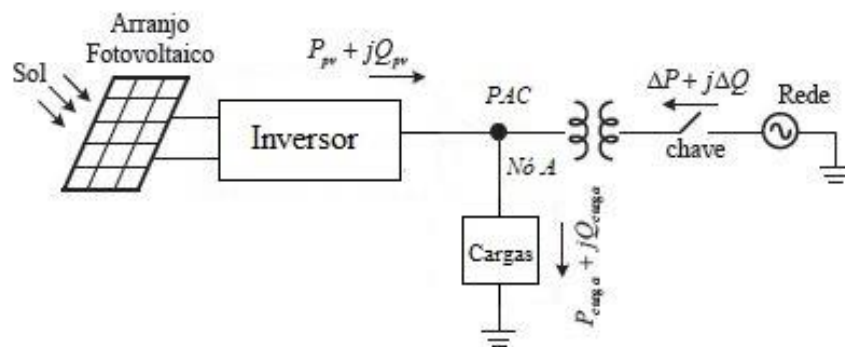 Arranjo
Fotovoltaico
Sol
P_pv + jQ_pv
Inversor
PAC
Nó A
ΔP + jΔQ
chave
Rede
Cargas
P_carga + jQ_carga